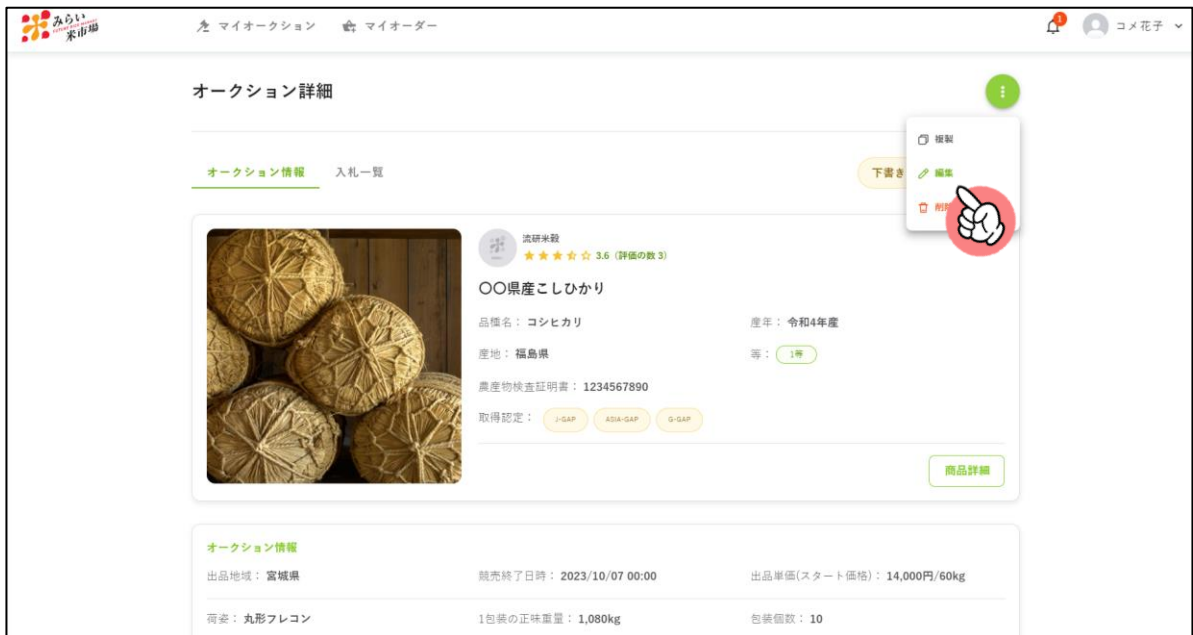 みらい
米市場
マイオークション
マイオーダー
1
コメ花子
オークション詳細
複製
オークション情報
入札一覧
下書き
編集
流研米穀
3.6（評価の数 3）
〇〇県産こしひかり
品種名： コシヒカリ
産年： 令和4年産
産地： 福島県
等： 1等
農産物検査証明書： 1234567890
取得認定： J-GAP ASIA-GAP G-GAP
商品詳細
オークション情報
出品地域： 宮城県
競売終了日時： 2023/10/07 00:00
出品単価(スタート価格)： 14,000円/60kg
荷姿： 丸形フレコン
1包装の正味重量： 1,080kg
包装個数： 10